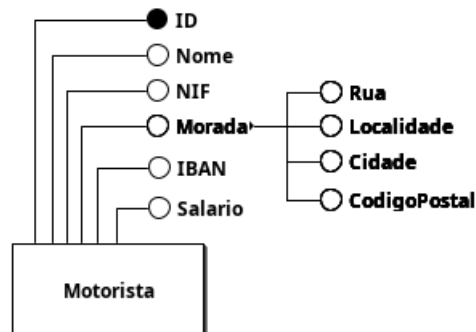 ID
Nome
NIF
Morada
Rua
Localidade
Cidade
CodigoPostal
IBAN
Salario
Motorista